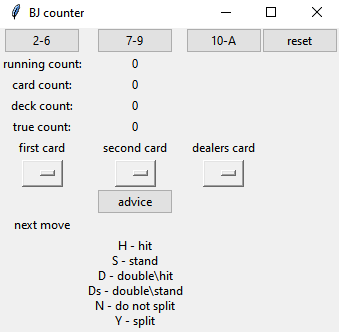 BJ counter
2-6 7-9 10-A reset
running count: 0
card count: 0
deck count: 0
true count: 0
first card second card dealers card
advice
next move
H - hit
S - stand
D - double\hit
Ds - double\stand
N - do not split
Y - split